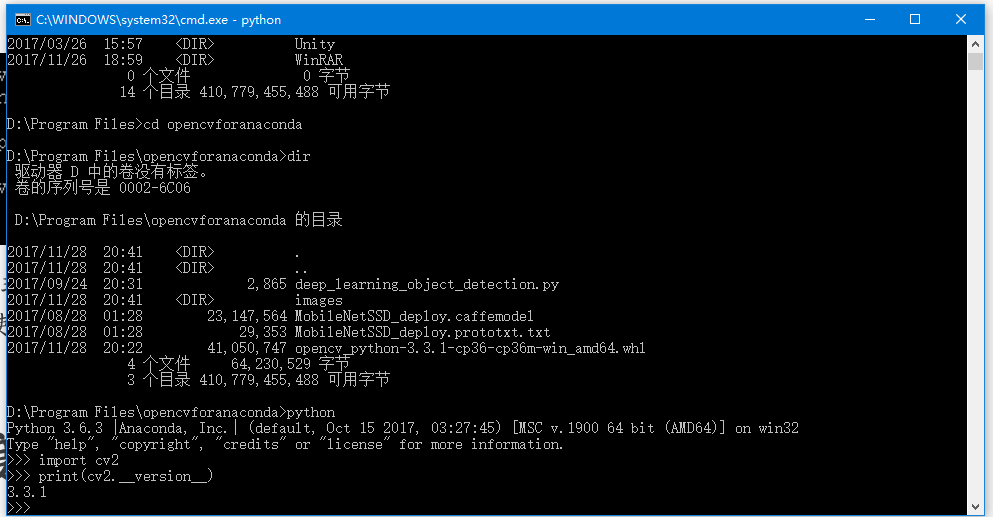 C:\WINDOWS\system32\cmd.exe - python
2017/03/26  15:57    <DIR>          Unity
2017/11/26  18:59    <DIR>          WinRAR
               0 个文件              0 字节
              14 个目录 410,779,455,488 可用字节
D:\Program Files>cd opencvforanaconda
D:\Program Files\opencvforanaconda>dir
 驱动器 D 中的卷没有标签。
 卷的序列号是 0002-6C06
 D:\Program Files\opencvforanaconda 的目录
2017/11/28  20:41    <DIR>          .
2017/11/28  20:41    <DIR>          ..
2017/09/24  20:31             2,865 deep_learning_object_detection.py
2017/11/28  20:41    <DIR>          images
2017/08/28  01:28        23,147,564 MobileNetSSD_deploy.caffemodel
2017/08/28  01:28            29,353 MobileNetSSD_deploy.prototxt.txt
2017/11/28  20:22        41,050,747 opencv_python-3.3.1-cp36-cp36m-win_amd64.whl
               4 个文件     64,230,529 字节
               3 个目录 410,779,455,488 可用字节
D:\Program Files\opencvforanaconda>python
Python 3.6.3 |Anaconda, Inc.| (default, Oct 15 2017, 03:27:45) [MSC v.1900 64 bit (AMD64)] on win32
Type "help", "copyright", "credits" or "license" for more information.
>>> import cv2
>>> print(cv2.__version__)
3.3.1
>>>